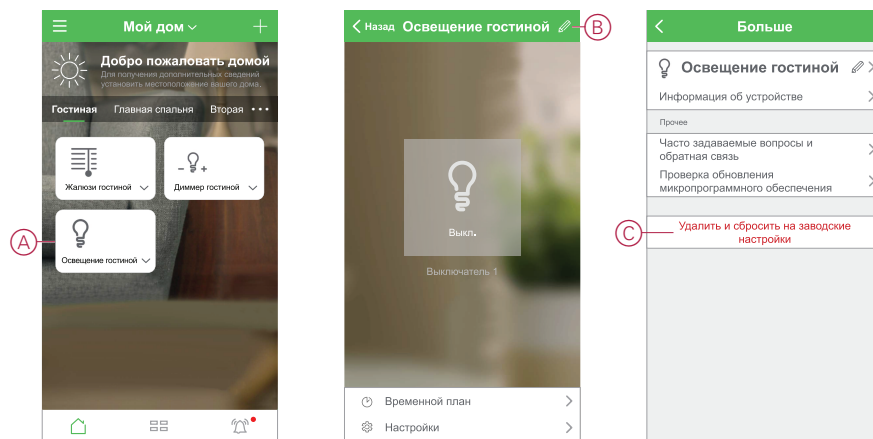 Мой дом
Добро пожаловать домой
Для получения дополнительных сведений
установить местоположение вашего дома.
Гостиная Главная спальня Вторая
Жалюзи гостиной
Диммер гостиной
A
Освещение гостиной
Назад Освещение гостиной
B
Выкл.
Выключатель 1
Временной план
Настройки
Больше
Освещение гостиной
Информация об устройстве
Прочее
Часто задаваемые вопросы и
обратная связь
Проверка обновления
микропрограммного обеспечения
C
Удалить и сбросить на заводские
настройки